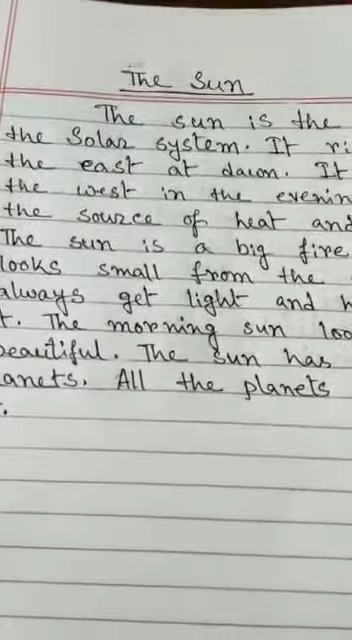 The Sun
The sun is the
the Solar system. It ri
the east at dawn. It
the west in the evenin
the source of heat and
The sun is a big fire
looks small from the
always get light and h
t. The morning sun loo
beautiful. The sun has
anets. All the planets
.